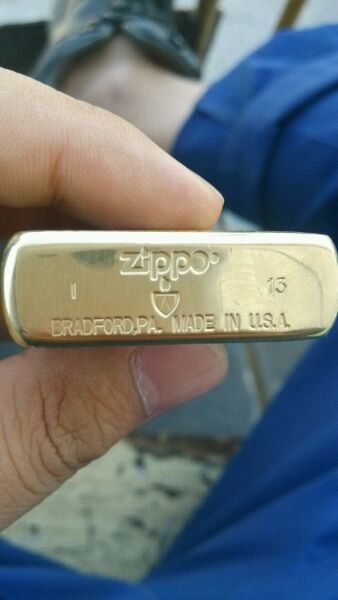 Zippo®
I 13
BRADFORD,PA. MADE IN U.S.A.